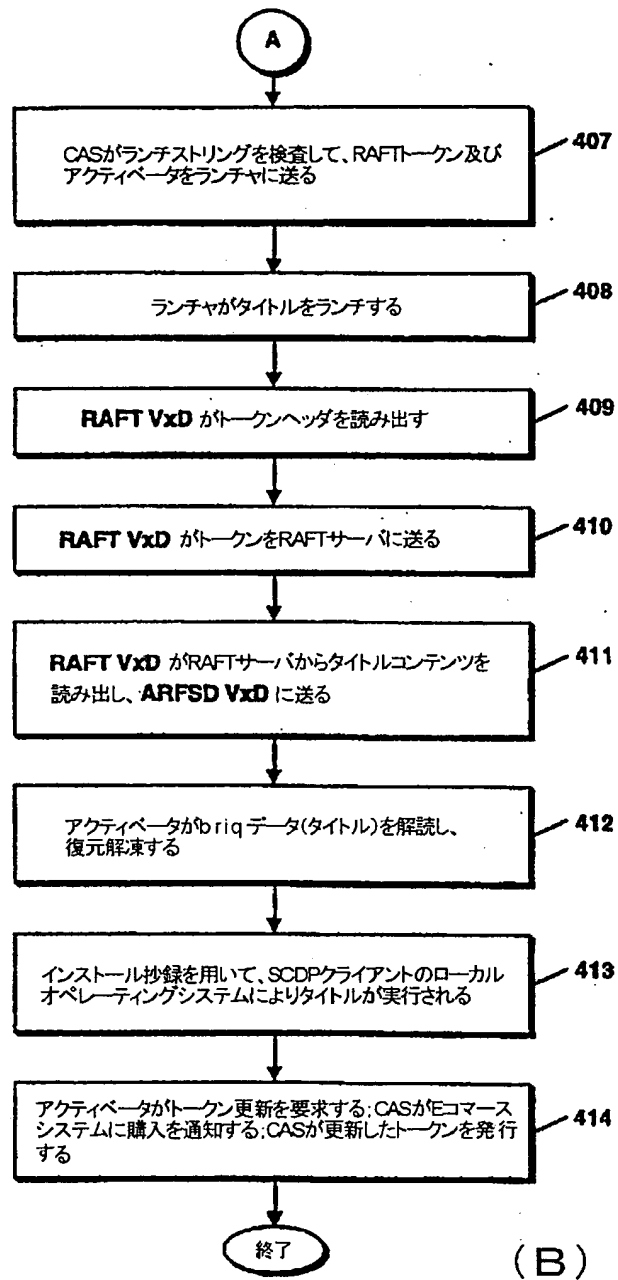 A
CASがランチストリングを検査して、RAFTトークン及び
アクティベータをランチャに送る
407
ランチャがタイトルをランチする
408
RAFT VxD がトークンヘッダを読み出す
409
RAFT VxD がトークンをRAFTサーバに送る
410
RAFT VxD がRAFTサーバからタイトルコンテンツを
読み出し、ARFSD VxD に送る
411
アクティベータがbriqデータ(タイトル)を解読し、
復元解凍する
412
インストール抄録を用いて、SCDPクライアントのローカル
オペレーティングシステムによりタイトルが実行される
413
アクティベータがトークン更新を要求する;CASがEコマース
システムに購入を通知する;CASが更新したトークンを発行
する
414
終了
(B)